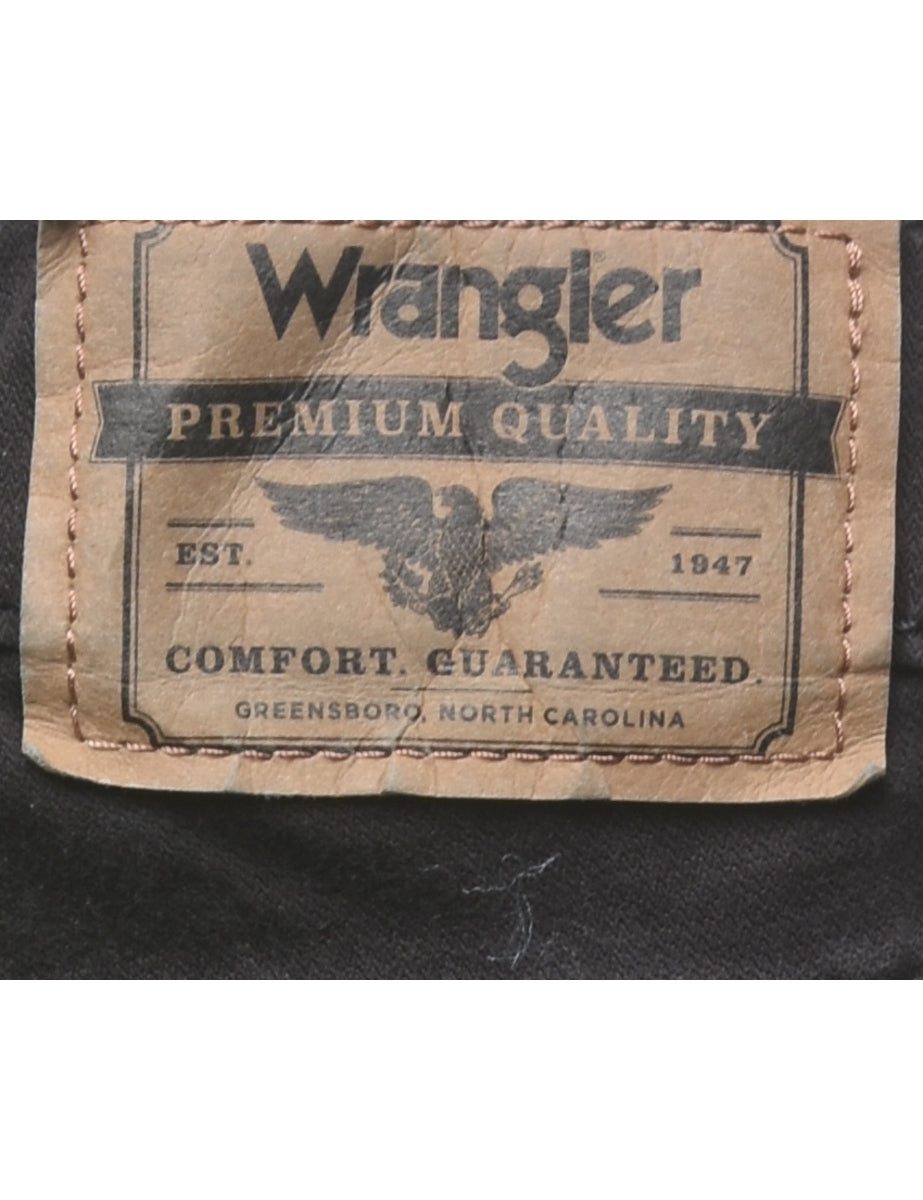 Wrangler®
PREMIUM QUALITY
EST. 1947
COMFORT. GUARANTEED.
GREENSBORO, NORTH CAROLINA